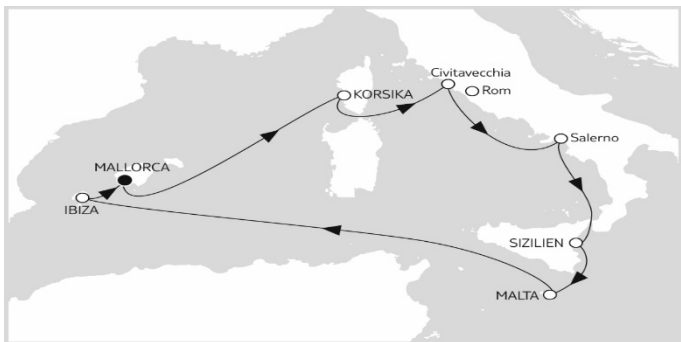 Civitavecchia
Rom
KORSIKA
Salerno
MALLORCA
IBIZA
SIZILIEN
MALTA